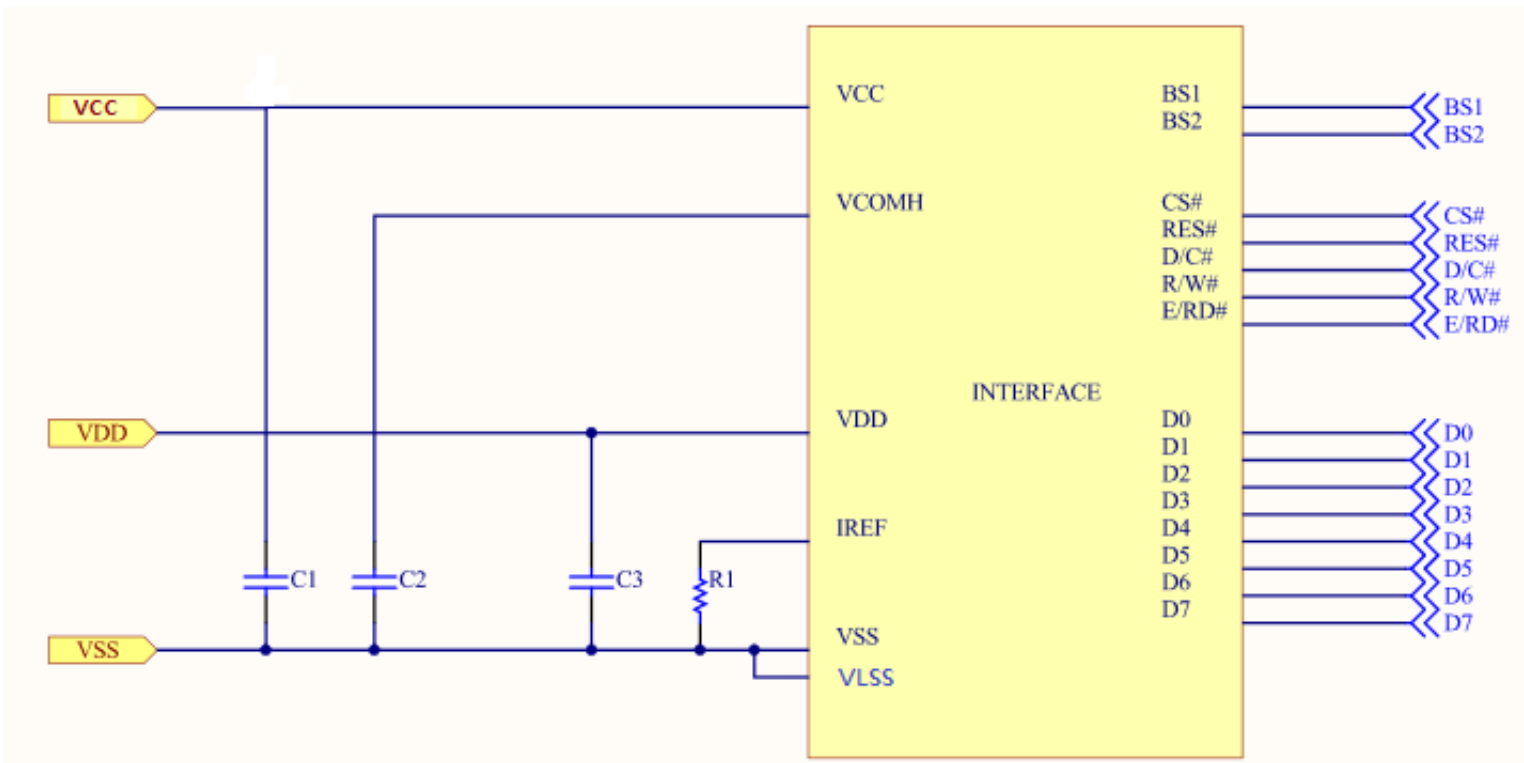 VCC
VDD
VSS
C1
C2
C3
R1
VCC
VCOMH
VDD
IREF
VSS
VLSS
INTERFACE
BS1
BS2
CS#
RES#
D/C#
R/W#
E/RD#
D0
D1
D2
D3
D4
D5
D6
D7
BS1
BS2
CS#
RES#
D/C#
R/W#
E/RD#
D0
D1
D2
D3
D4
D5
D6
D7